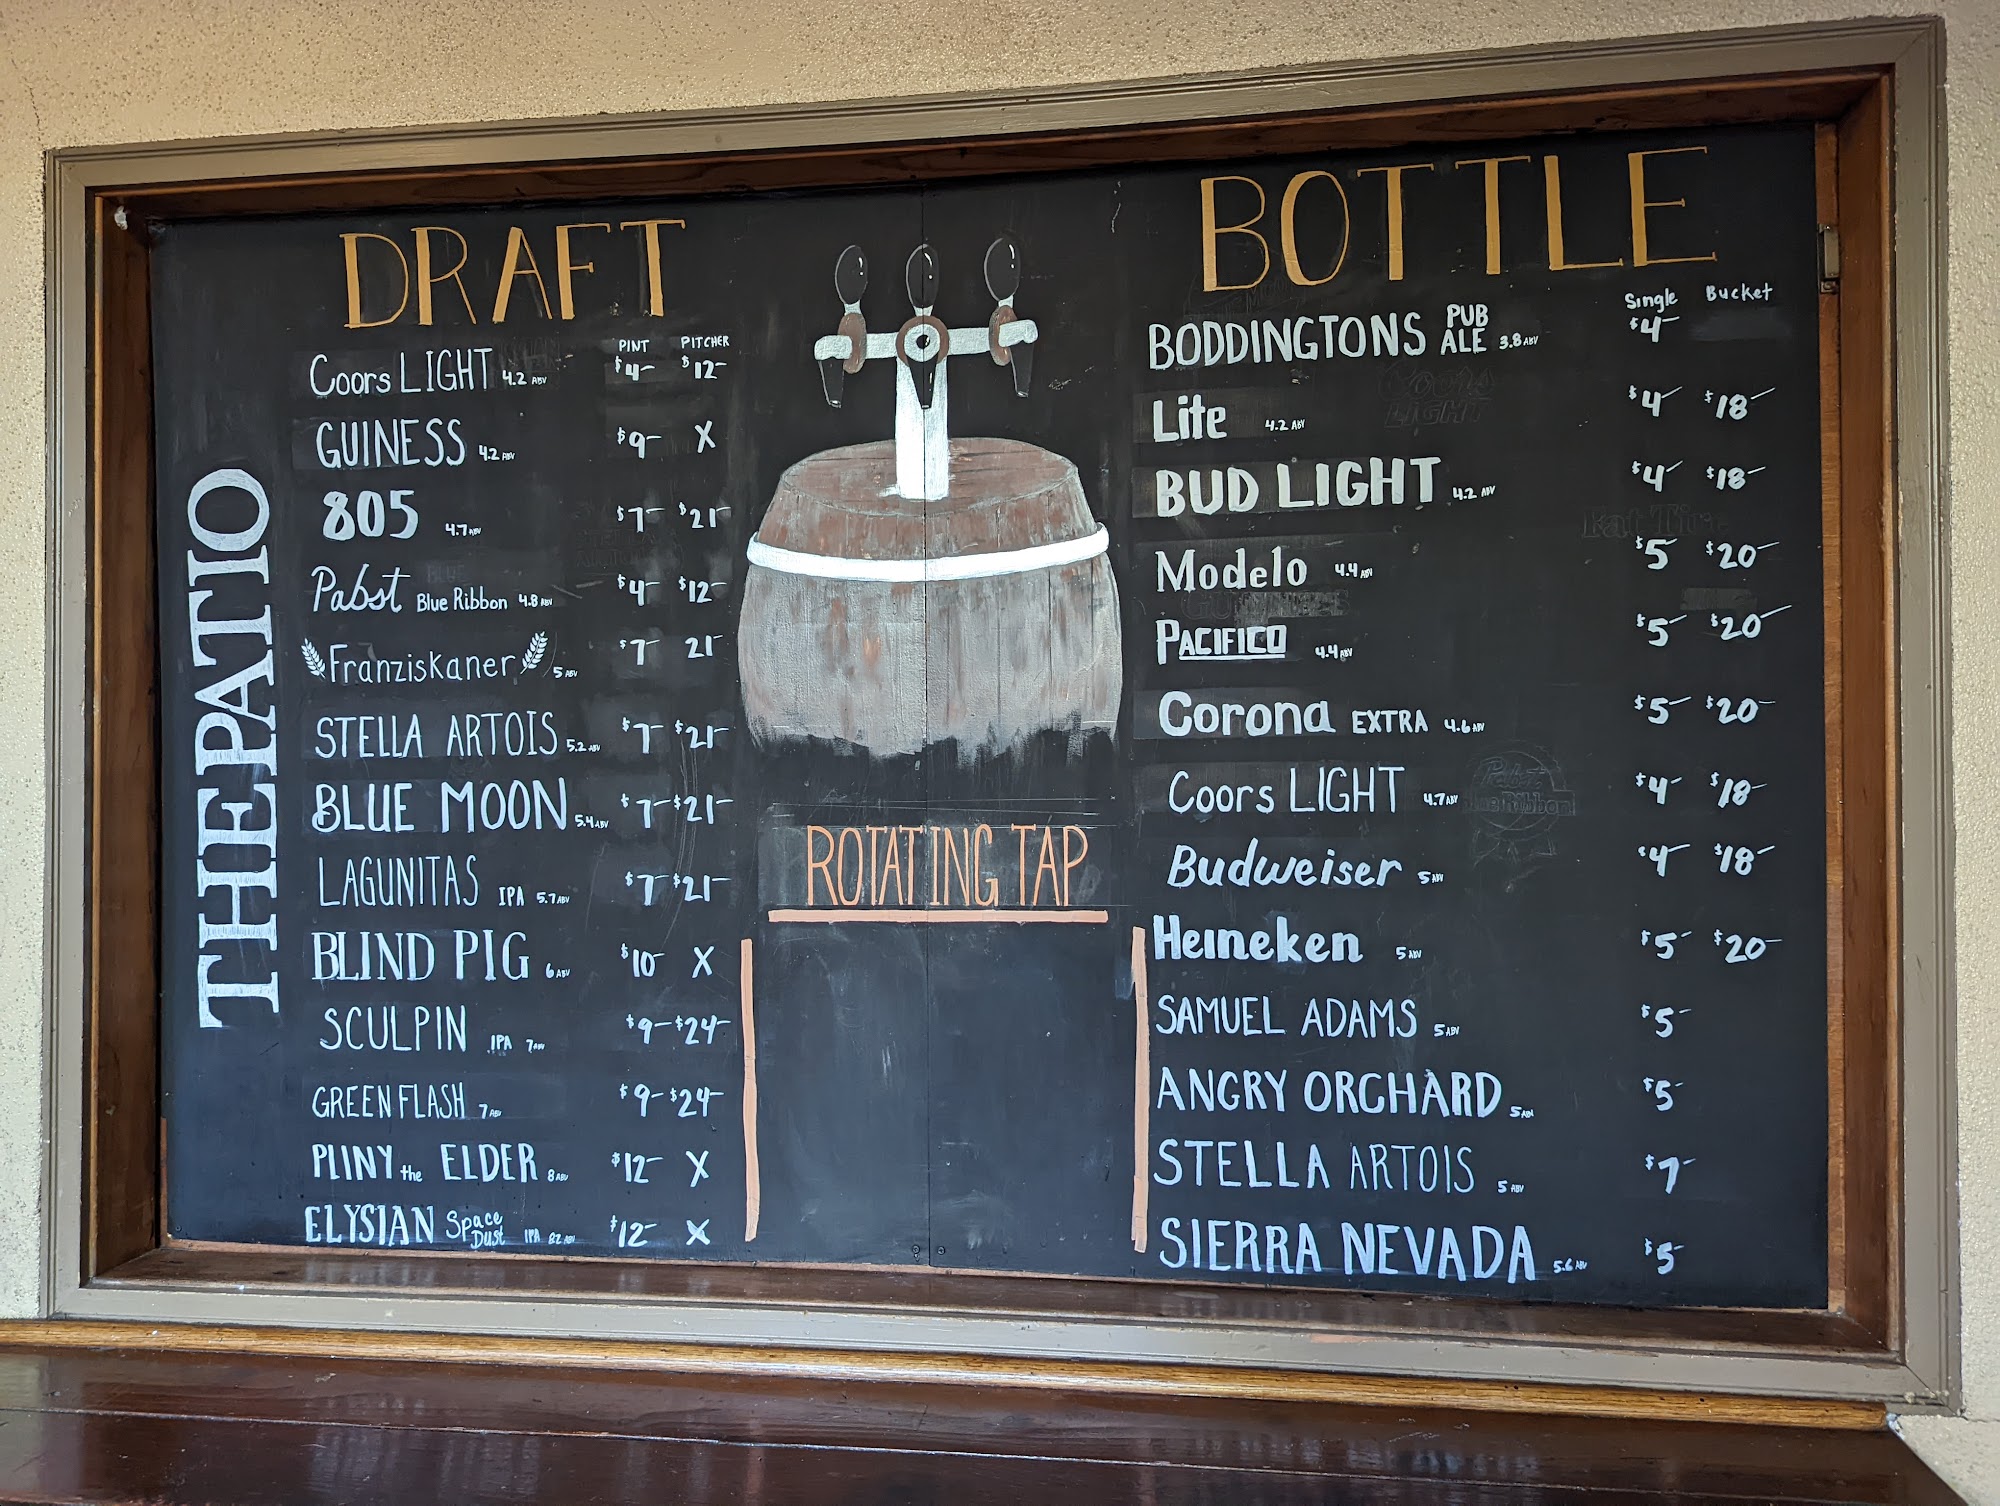 THE PATIO
DRAFT
PINT PITCHER
Coors LIGHT 4.2 ABV $4- $12-
GUINESS 4.2 ABV $9- X
805 4.7 ABV $7- $21-
Pabst Blue Ribbon 4.8 ABV $4- $12-
Franziskaner 5 ABV $7- 21-
STELLA ARTOIS 5.2 ABV $7- $21-
BLUE MOON 5.4 ABV $7- $21-
LAGUNITAS IPA 5.7 ABV $7- $21-
BLIND PIG 6 ABV $10- X
SCULPIN IPA 7 ABV $9- $24-
GREEN FLASH 7 ABV $9- $24-
PLINY the ELDER 8 ABV $12- X
ELYSIAN Space Dust IPA 8.2 ABV $12- X
ROTATING TAP
BOTTLE
Single Bucket
BODDINGTONS PUB ALE 3.8 ABV $4-
Lite 4.2 ABV $4- $18-
BUD LIGHT 4.2 ABV $4- $18-
Modelo 4.4 ABV $5- $20-
PACIFICO 4.4 ABV $5- $20-
Corona EXTRA 4.6 ABV $5- $20-
Coors LIGHT 4.7 ABV $4- $18-
Budweiser 5 ABV $4- $18-
Heineken 5 ABV $5- $20-
SAMUEL ADAMS 5 ABV $5-
ANGRY ORCHARD 5 ABV $5-
STELLA ARTOIS 5 ABV $7-
SIERRA NEVADA 5.6 ABV $5-